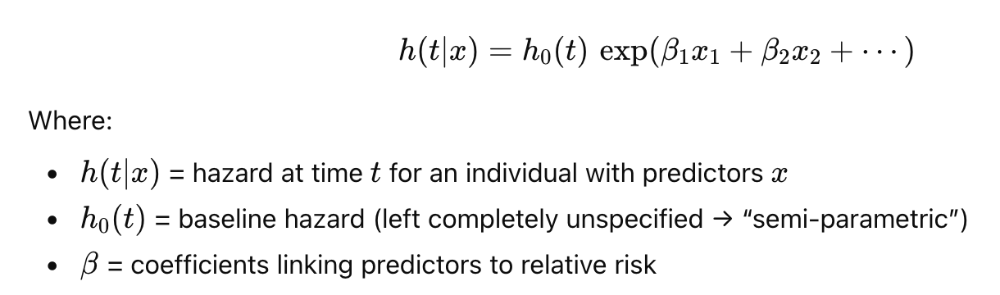 h(t|x) = h₀(t) exp(β₁x₁ + β₂x₂ + ⋯)
Where:
• h(t|x) = hazard at time t for an individual with predictors x
• h₀(t) = baseline hazard (left completely unspecified → “semi-parametric”)
• β = coefficients linking predictors to relative risk